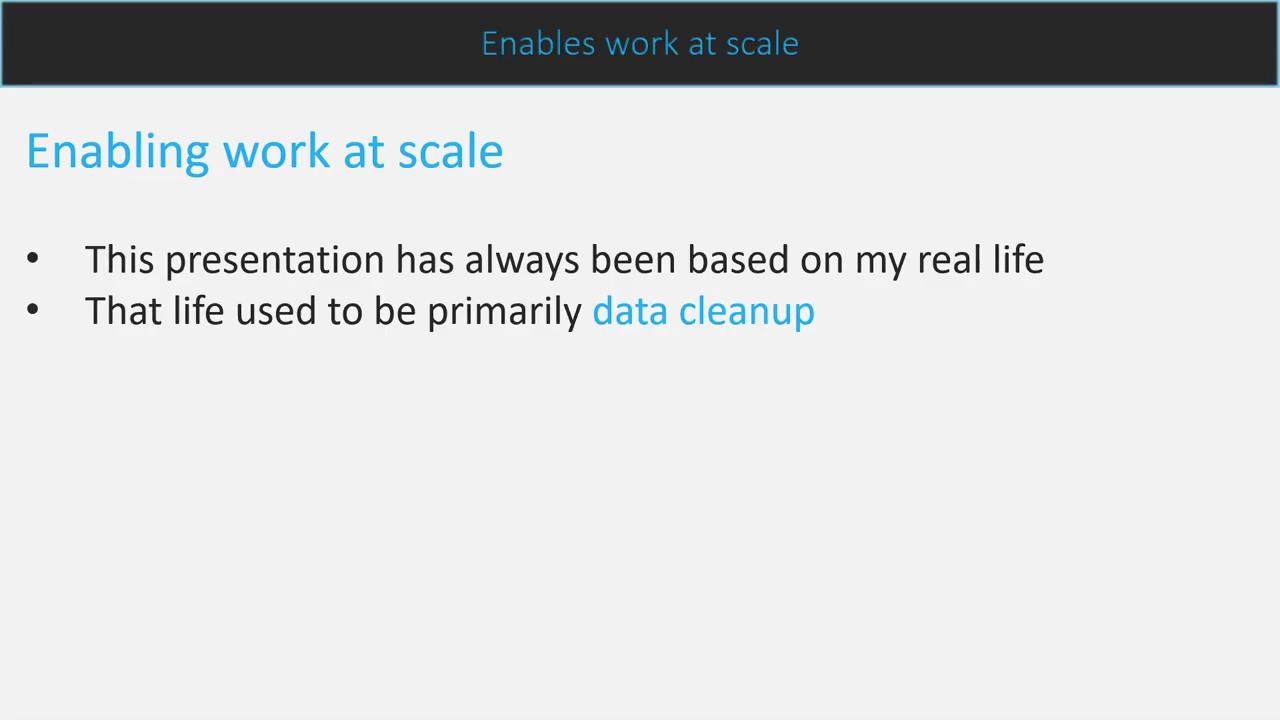 Enables work at scale
Enabling work at scale
• This presentation has always been based on my real life
• That life used to be primarily data cleanup